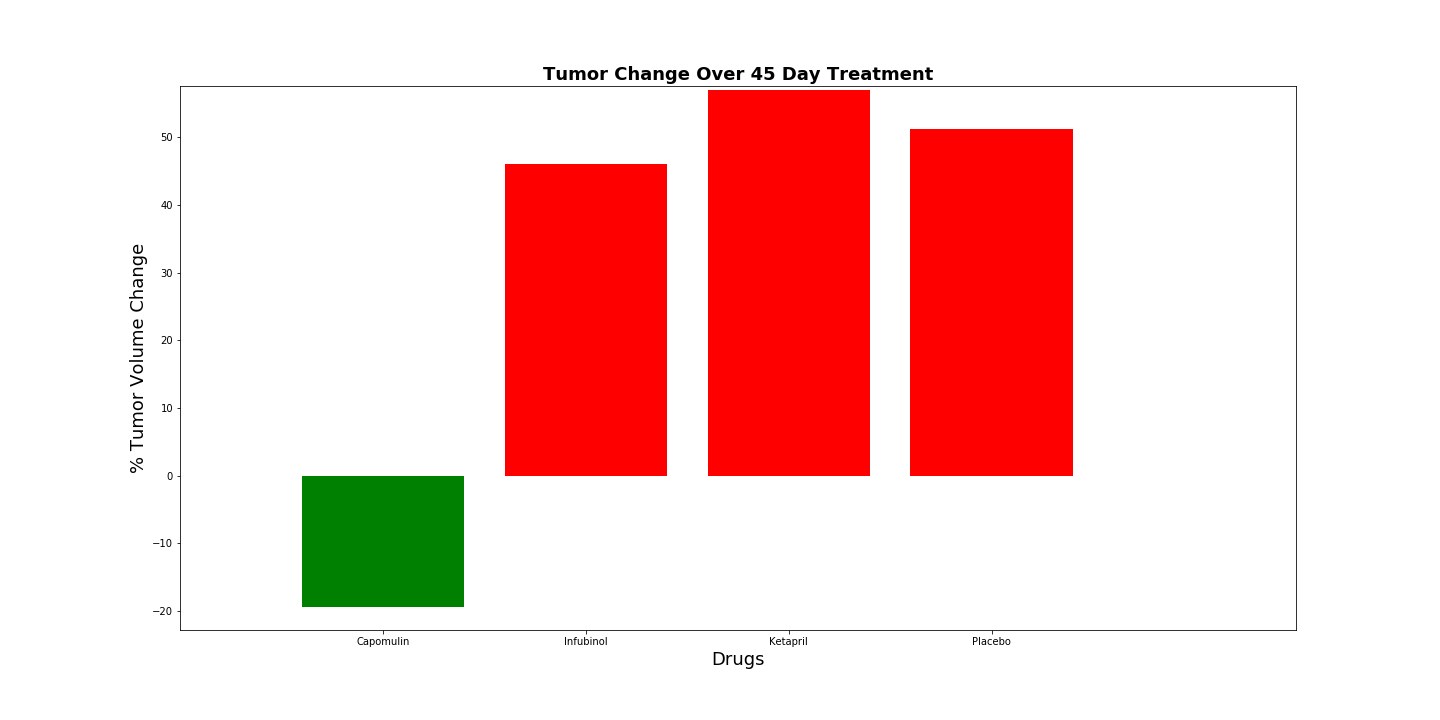 Tumor Change Over 45 Day Treatment
% Tumor Volume Change
50
40
30
20
10
0
−10
−20
Capomulin Infubinol Ketapril Placebo
Drugs